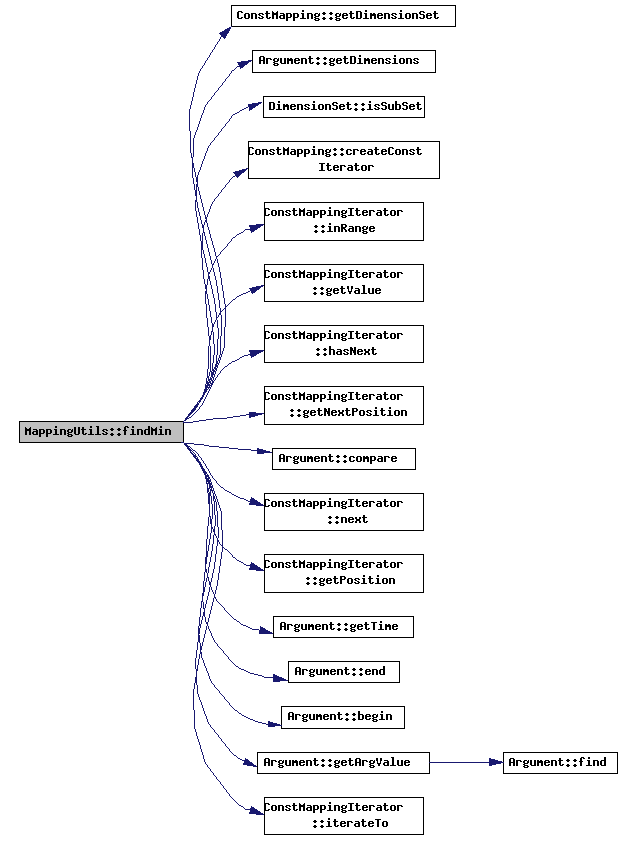 ConstMapping::getDimensionSet
Argument::getDimensions
DimensionSet::isSubSet
ConstMapping::createConst
Iterator
ConstMappingIterator
::inRange
ConstMappingIterator
::getValue
ConstMappingIterator
::hasNext
ConstMappingIterator
::getNextPosition
MappingUtils::findMin
Argument::compare
ConstMappingIterator
::next
ConstMappingIterator
::getPosition
Argument::getTime
Argument::end
Argument::begin
Argument::getArgValue
Argument::find
ConstMappingIterator
::iterateTo